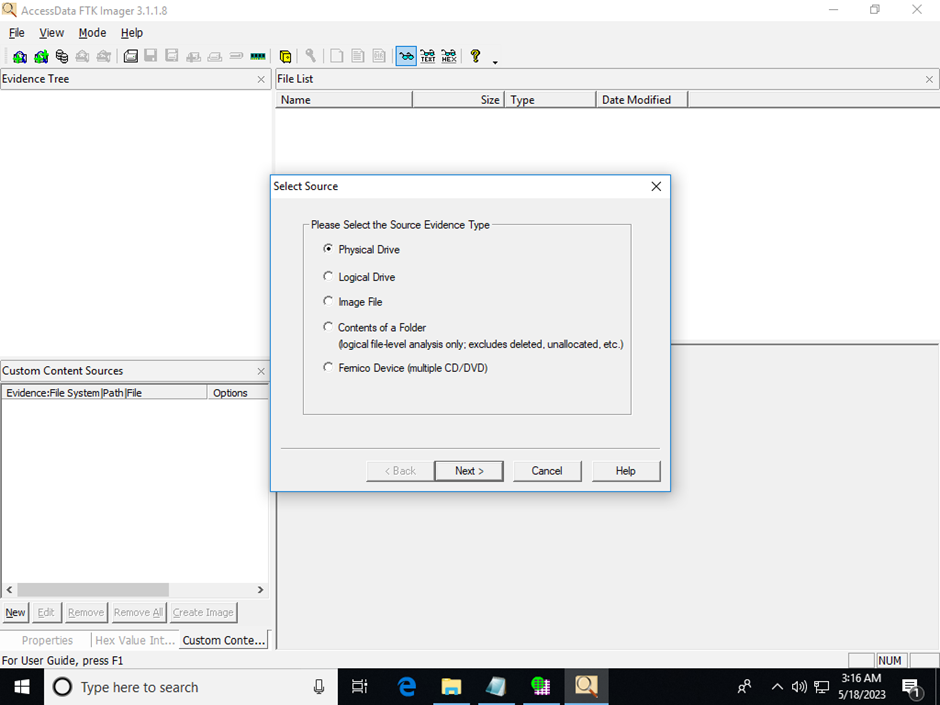 AccessData FTK Imager 3.1.1.8
File View Mode Help
TEXT HEX
Evidence Tree
File List
Name Size Type Date Modified
Select Source
Please Select the Source Evidence Type
Physical Drive
Logical Drive
Image File
Contents of a Folder
(logical file-level analysis only; excludes deleted, unallocated, etc.)
Fernico Device (multiple CD/DVD)
< Back Next > Cancel Help
Custom Content Sources
Evidence:File System|Path|File Options
New Edit Remove Remove All Create Image
Properties Hex Value Int... Custom Conte...
For User Guide, press F1
NUM
Type here to search
3:16 AM
5/18/2023
1